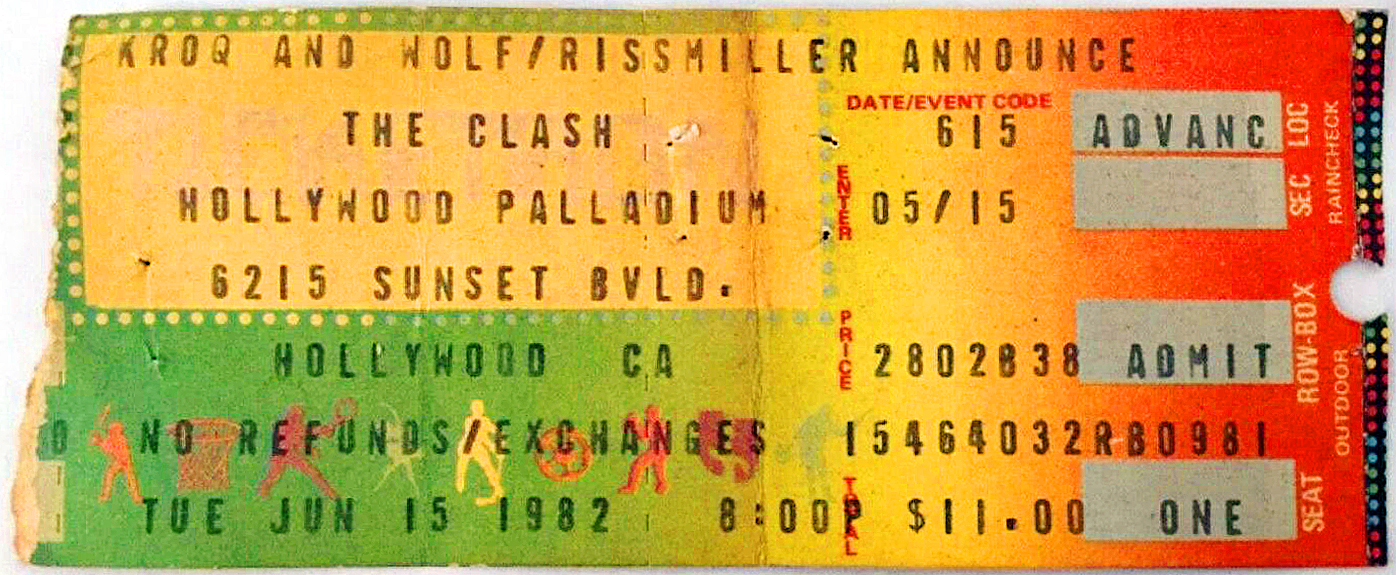 KROQ AND WOLF/RISSMILLER ANNOUNCE
DATE/EVENT CODE
THE CLASH 615 ADVANC
HOLLYWOOD PALLADIUM ENTER 05/15
6215 SUNSET BVLD.
HOLLYWOOD CA PRICE 2802838 ADMIT
NO REFUNDS/EXCHANGES 15464032RB0981
TUE JUN 15 1982 8:00P TOTAL $11.00 ONE
LOC
SEC
RAINCHECK
ROW-BOX
OUTDOOR
SEAT